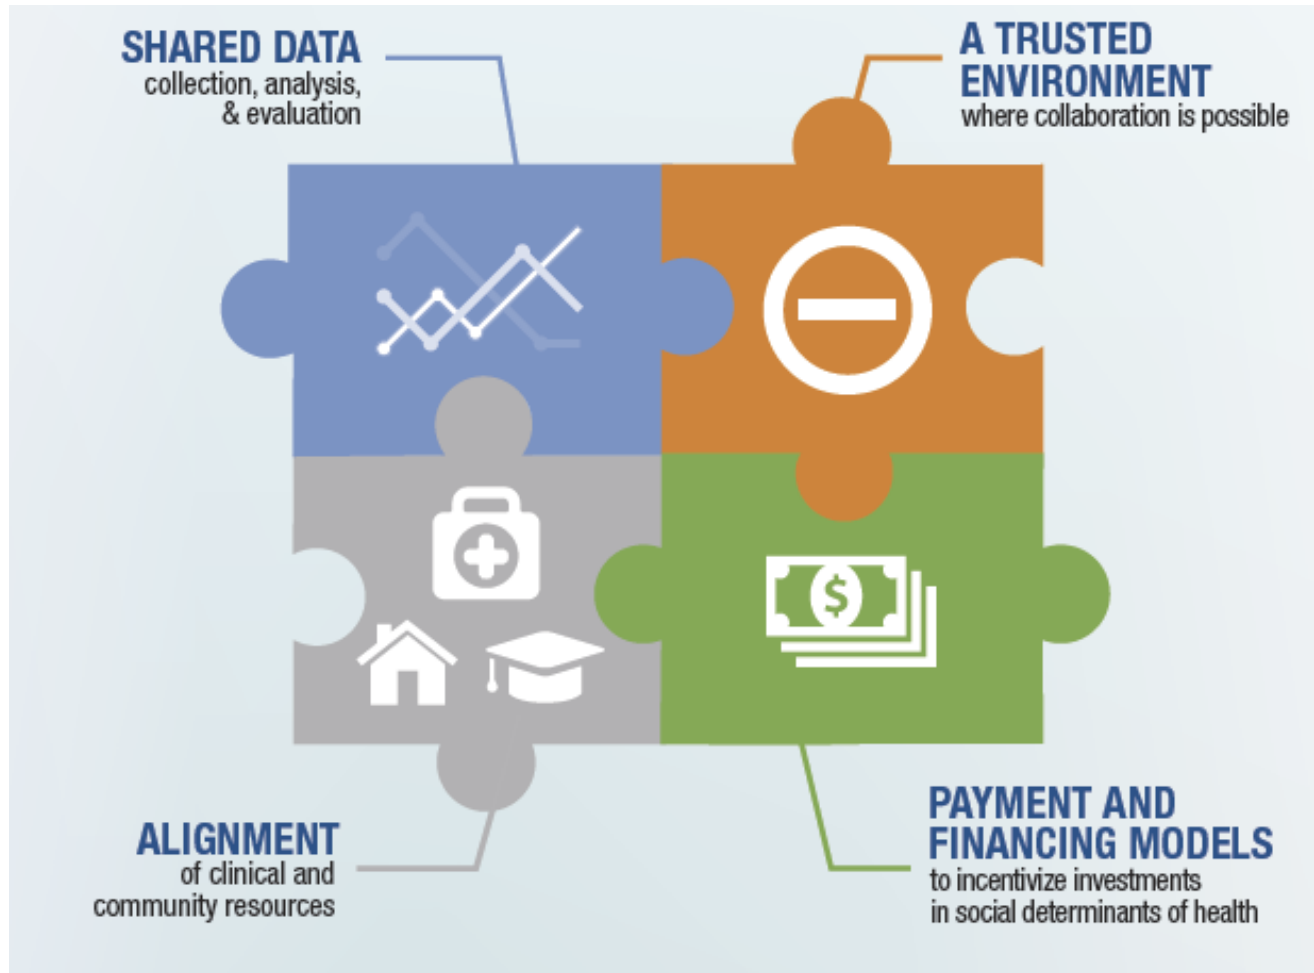 SHARED DATA
collection, analysis,
& evaluation
A TRUSTED
ENVIRONMENT
where collaboration is possible
$
ALIGNMENT
of clinical and
community resources
PAYMENT AND
FINANCING MODELS
to incentivize investments
in social determinants of health